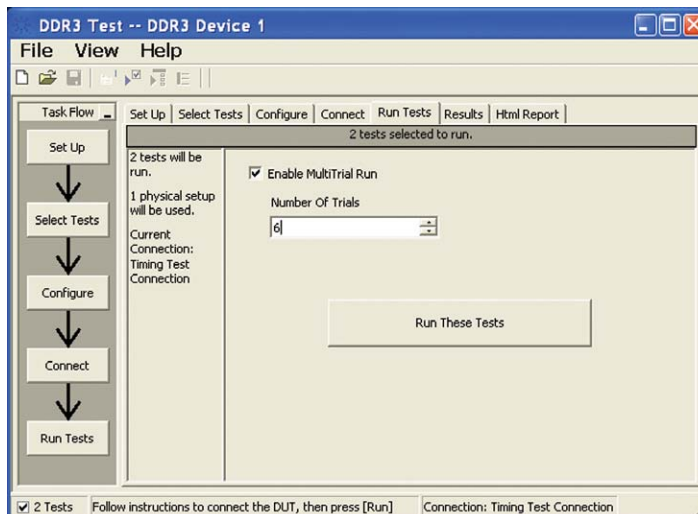 DDR3 Test -- DDR3 Device 1
File View Help
Task Flow
Set Up
Select Tests
Configure
Connect
Run Tests
Set Up Select Tests Configure Connect Run Tests Results Html Report
2 tests selected to run.
2 tests will be
run.
1 physical setup
will be used.
Current
Connection:
Timing Test
Connection
Enable MultiTrial Run
Number Of Trials
6
Run These Tests
2 Tests Follow instructions to connect the DUT, then press [Run] Connection: Timing Test Connection